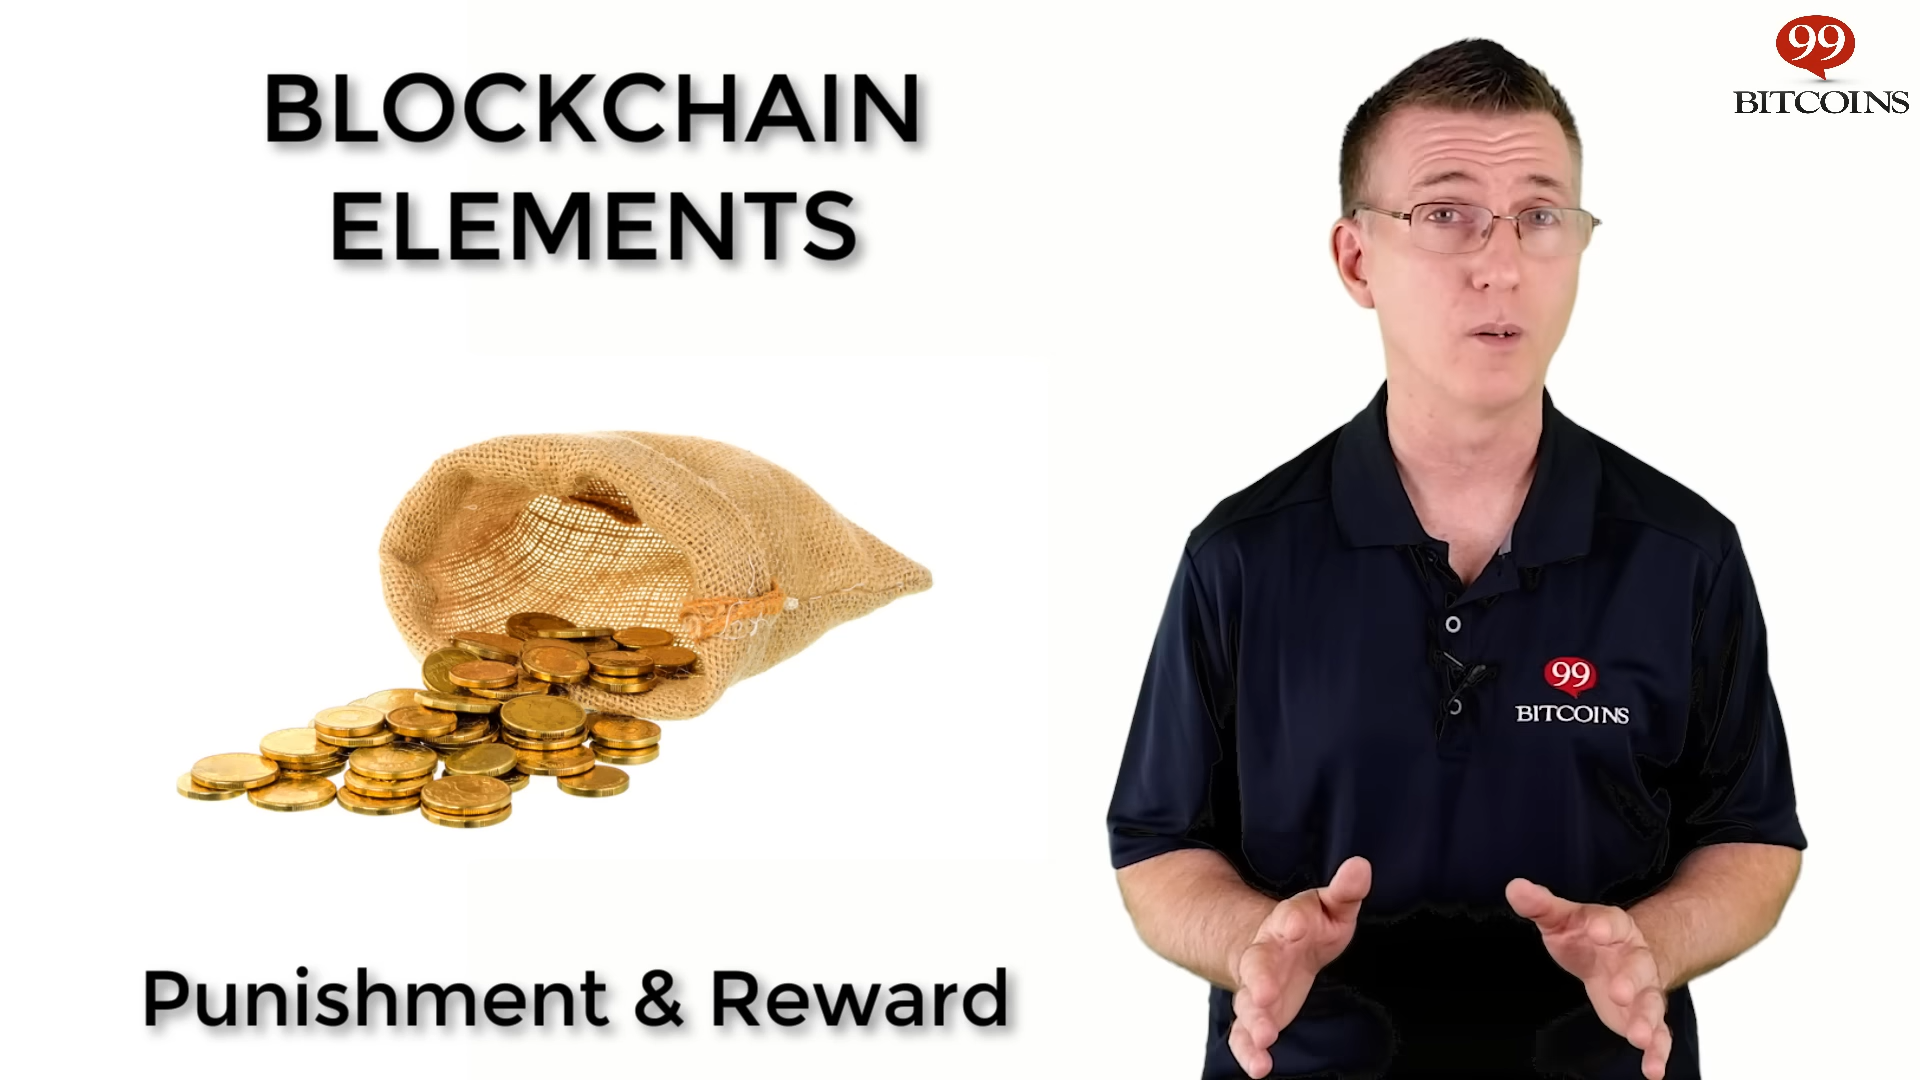 BLOCKCHAIN
ELEMENTS
Punishment & Reward
99
BITCOINS
99
BITCOINS